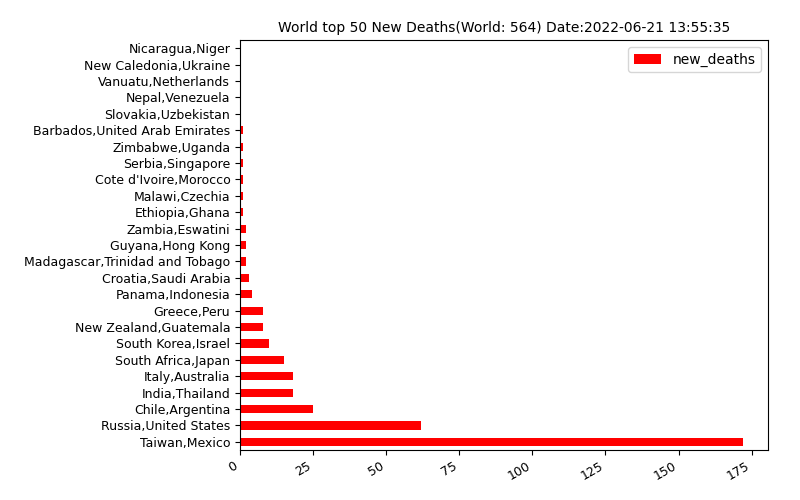 World top 50 New Deaths(World: 564) Date:2022-06-21 13:55:35
new_deaths
Nicaragua,Niger
New Caledonia,Ukraine
Vanuatu,Netherlands
Nepal,Venezuela
Slovakia,Uzbekistan
Barbados,United Arab Emirates
Zimbabwe,Uganda
Serbia,Singapore
Cote d'Ivoire,Morocco
Malawi,Czechia
Ethiopia,Ghana
Zambia,Eswatini
Guyana,Hong Kong
Madagascar,Trinidad and Tobago
Croatia,Saudi Arabia
Panama,Indonesia
Greece,Peru
New Zealand,Guatemala
South Korea,Israel
South Africa,Japan
Italy,Australia
India,Thailand
Chile,Argentina
Russia,United States
Taiwan,Mexico
0 25 50 75 100 125 150 175